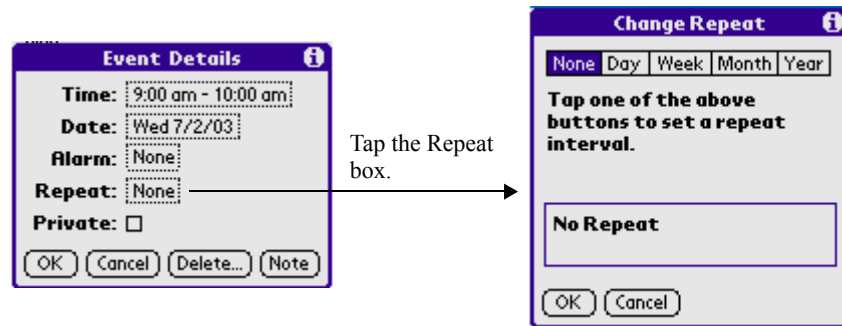 Event Details
Time: 9:00 am - 10:00 am
Date: Wed 7/2/03
Alarm: None
Repeat: None
Private:
OK Cancel Delete... Note
Tap the Repeat
box.
Change Repeat
None Day Week Month Year
Tap one of the above
buttons to set a repeat
interval.
No Repeat
OK Cancel